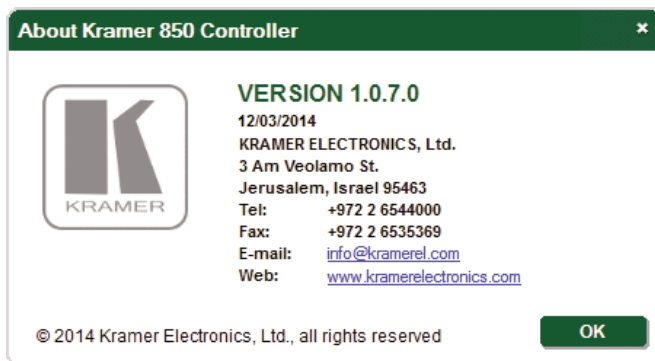 About Kramer 850 Controller
KRAMER
VERSION 1.0.7.0
12/03/2014
KRAMER ELECTRONICS, Ltd.
3 Am Veolamo St.
Jerusalem, Israel 95463
Tel: +972 2 6544000
Fax: +972 2 6535369
E-mail: info@kramerel.com
Web: www.kramerelectronics.com
© 2014 Kramer Electronics, Ltd., all rights reserved
OK